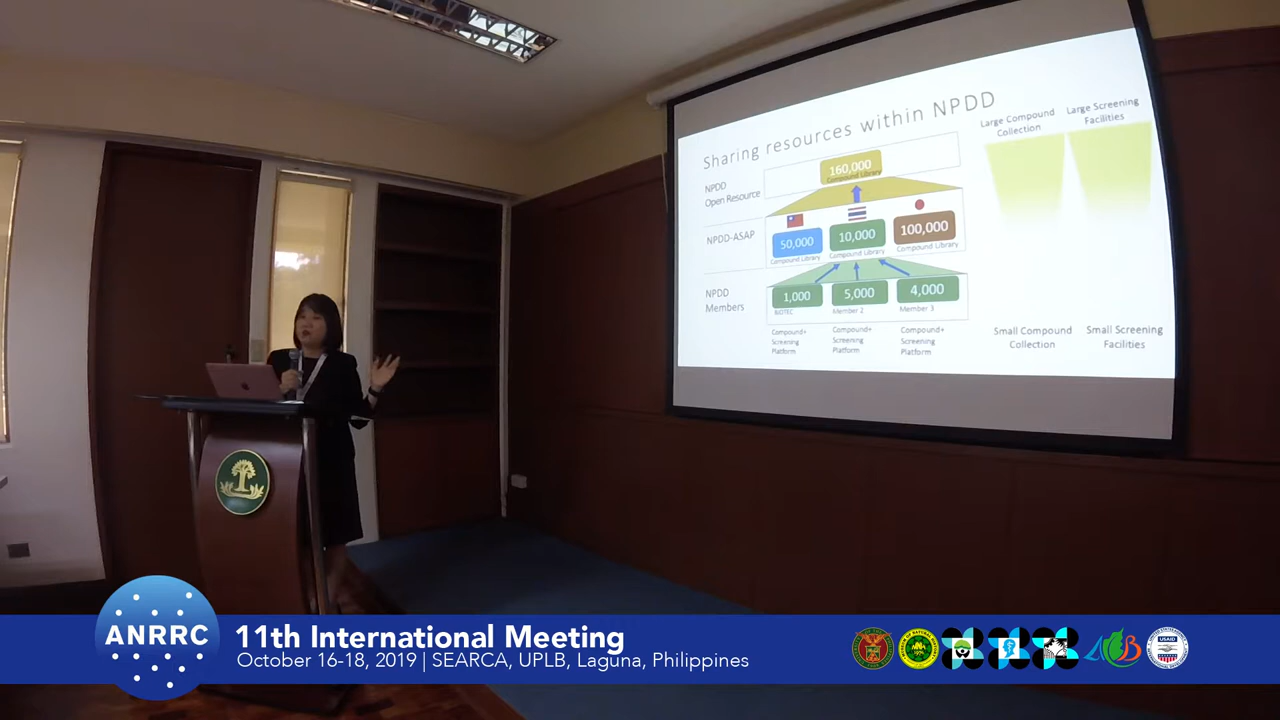 Sharing resources within NPDD
NPDD
Open Resource
160,000
Compound Library
NPDD-ASAP
50,000
Compound Library
10,000
Compound Library
100,000
Compound Library
NPDD
Members
1,000
BIOTEC
5,000
Member 2
4,000
Member 3
Compound+
Screening
Platform
Compound+
Screening
Platform
Compound+
Screening
Platform
Large Compound
Collection
Large Screening
Facilities
Small Compound
Collection
Small Screening
Facilities
ANRRC
11th International Meeting
October 16-18, 2019 | SEARCA, UPLB, Laguna, Philippines
USAID